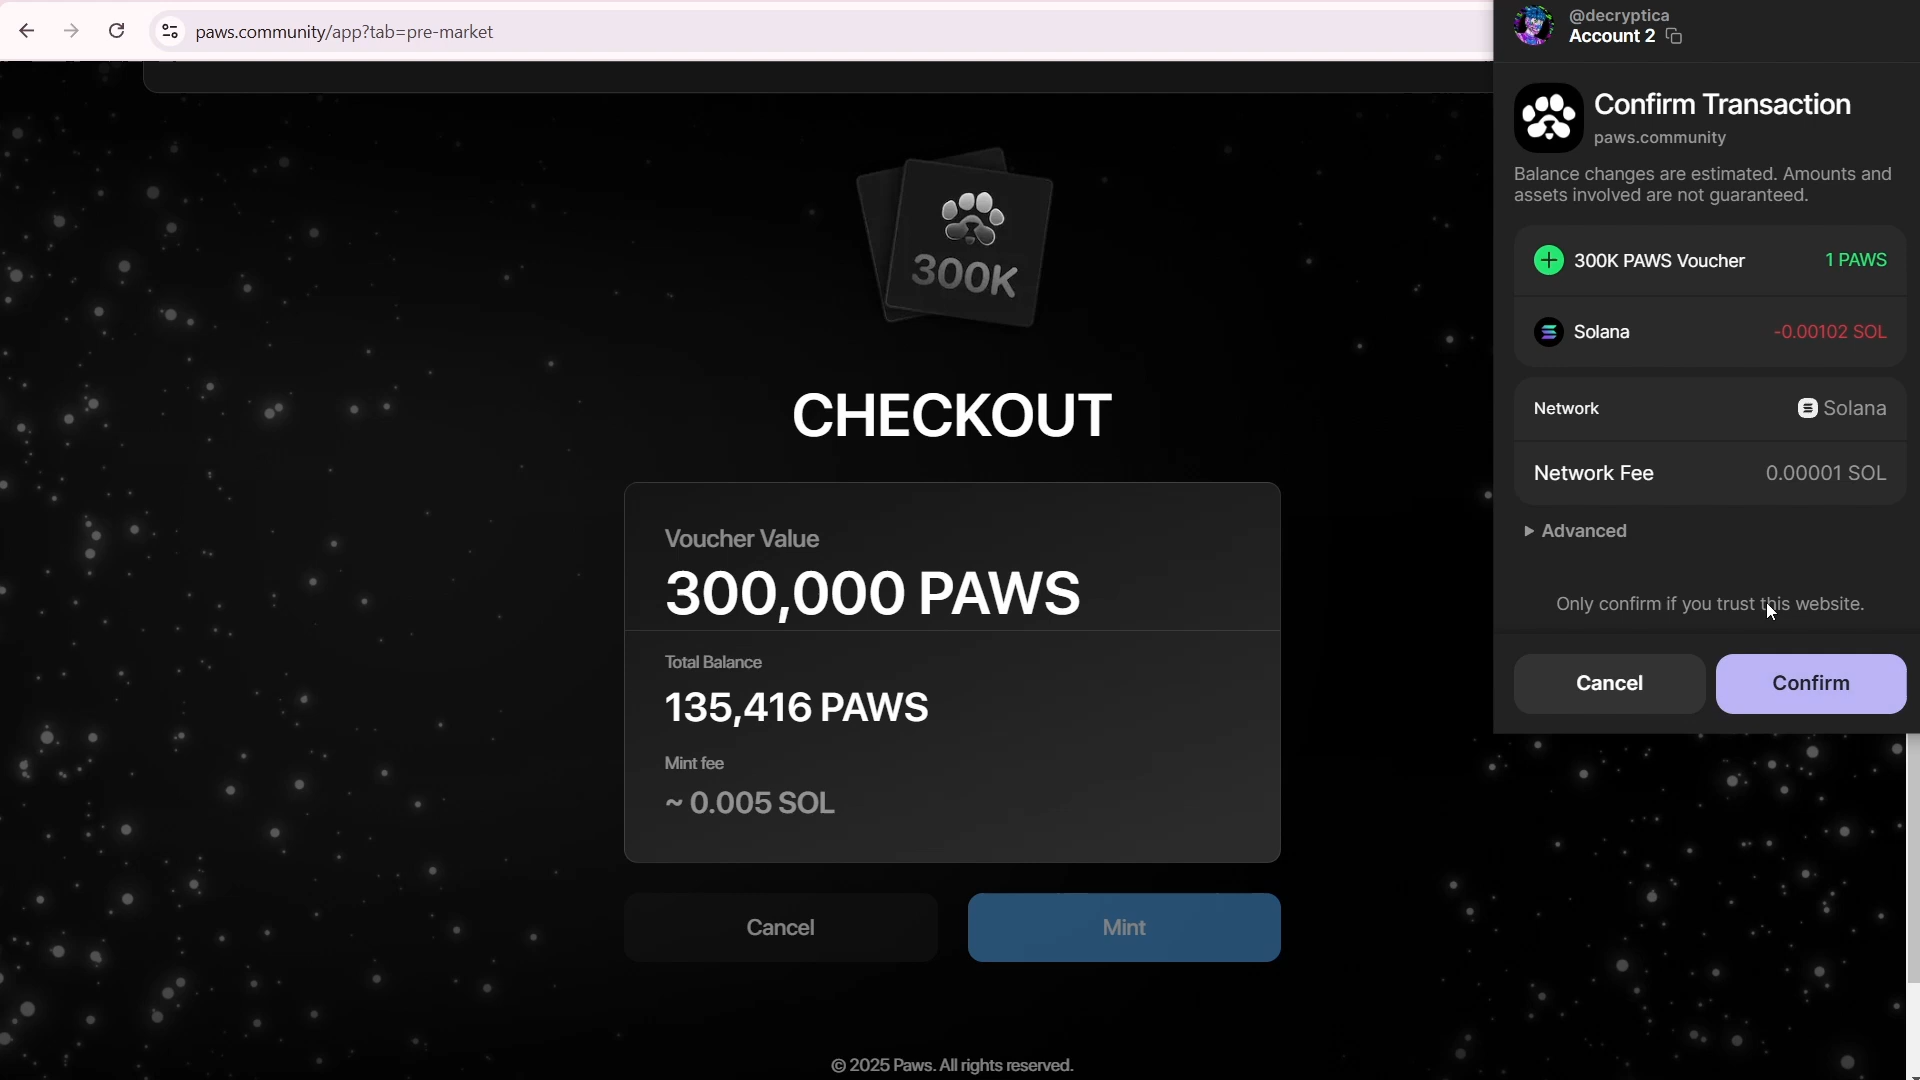 paws.community/app?tab=pre-market
300K
CHECKOUT
Voucher Value
300,000 PAWS
Total Balance
135,416 PAWS
Mint fee
~ 0.005 SOL
Cancel
Mint
© 2025 Paws. All rights reserved.
@decryptica
Account 2
Confirm Transaction
paws.community
Balance changes are estimated. Amounts and
assets involved are not guaranteed.
300K PAWS Voucher 1 PAWS
Solana -0.00102 SOL
Network Solana
Network Fee 0.00001 SOL
Advanced
Only confirm if you trust this website.
Cancel
Confirm